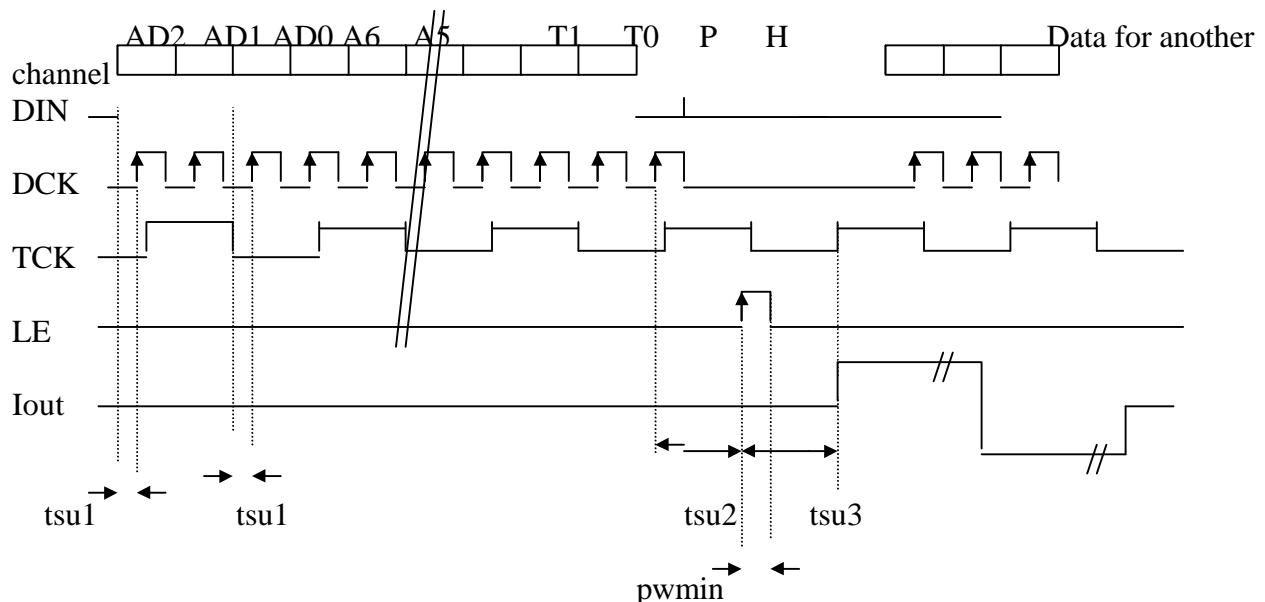 AD2 AD1 AD0 A6 A5 T1 T0 P H Data for another
channel
DIN
DCK
TCK
LE
Iout
tsu1 tsu1 tsu2 tsu3
pwmin